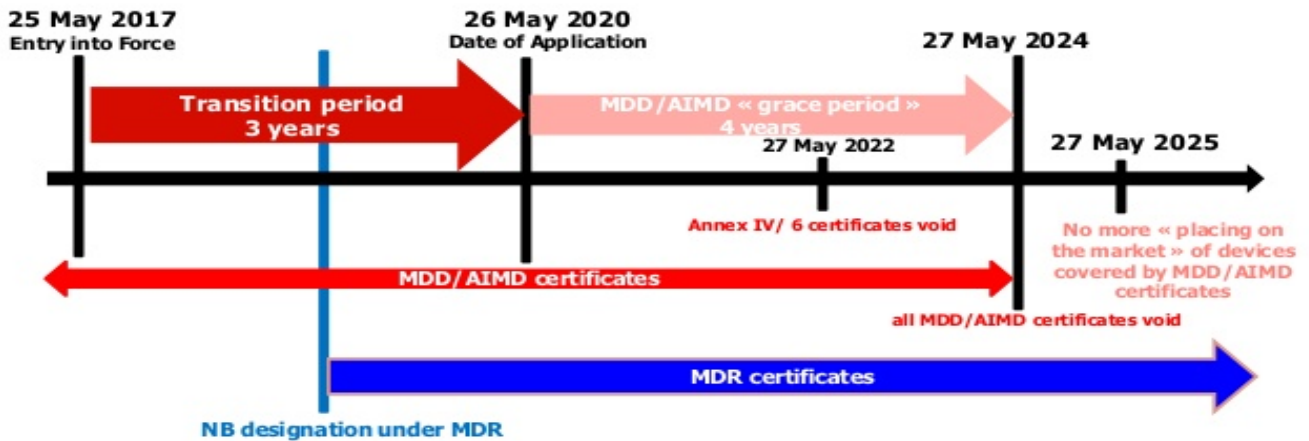 25 May 2017
Entry into Force
26 May 2020
Date of Application
27 May 2024
Transition period
3 years
MDD/AIMD « grace period »
4 years
27 May 2022
27 May 2025
Annex IV/ 6 certificates void
No more « placing on
the market » of devices
covered by MDD/AIMD
certificates
MDD/AIMD certificates
all MDD/AIMD certificates void
MDR certificates
NB designation under MDR